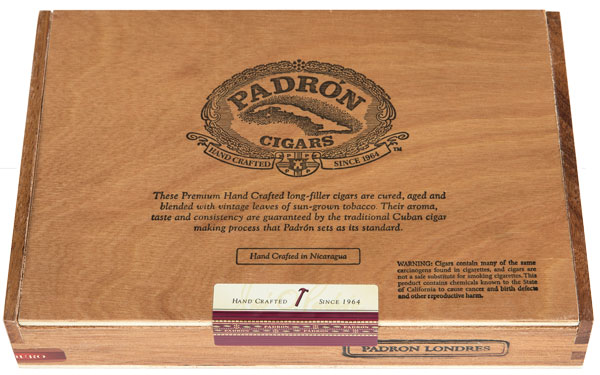 PADRÓN
CIGARS
HAND CRAFTED
SINCE 1964
TM
These Premium Hand Crafted long-filler cigars are cured, aged and
blended with vintage leaves of sun-grown tobacco. Their aroma,
taste and consistency are guaranteed by the traditional Cuban cigar
making process that Padrón sets as its standard.
Hand Crafted in Nicaragua
WARNING: Cigars contain many of the same
carcinogens found in cigarettes, and cigars are
not a safe substitute for smoking cigarettes. This
product contains chemicals known to the State
of California to cause cancer and birth defects
and other reproductive harm.
HAND CRAFTED SINCE 1964
PADRÓN PADRÓN PADRÓN
PADRON LONDRES